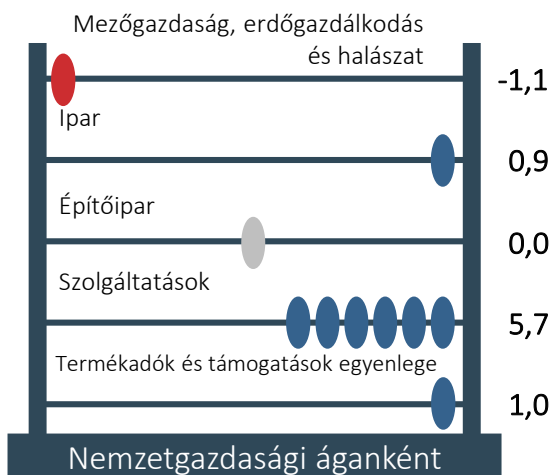 Mezőgazdaság, erdőgazdálkodás
és halászat
-1,1
Ipar
0,9
Építőipar
0,0
Szolgáltatások
5,7
Termékadók és támogatások egyenlege
1,0
Nemzetgazdasági áganként